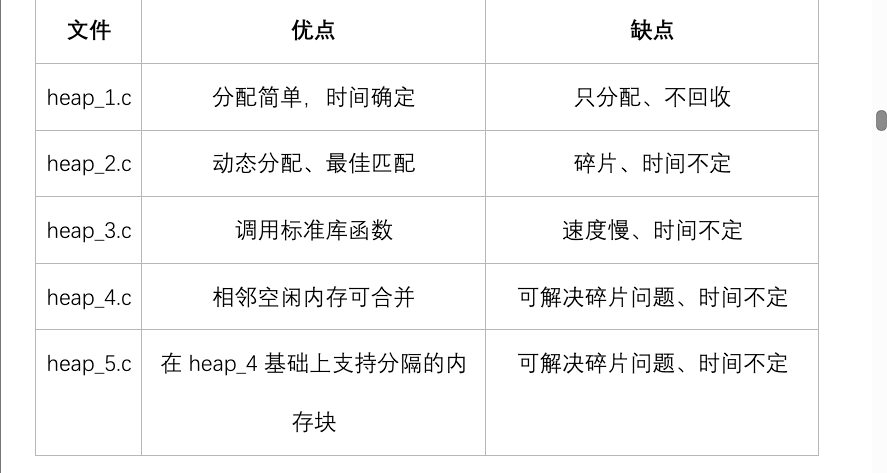 文件 优点 缺点
heap_1.c 分配简单，时间确定 只分配、不回收
heap_2.c 动态分配、最佳匹配 碎片、时间不定
heap_3.c 调用标准库函数 速度慢、时间不定
heap_4.c 相邻空闲内存可合并 可解决碎片问题、时间不定
heap_5.c 在 heap_4 基础上支持分隔的内 可解决碎片问题、时间不定
存块